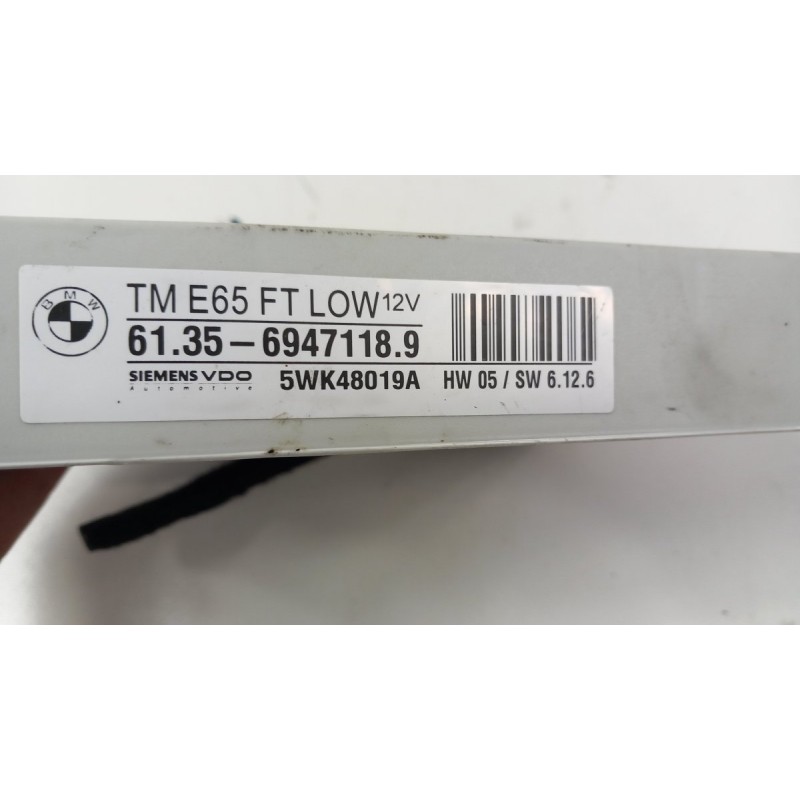 BMW
TM E65 FT LOW 12V
61.35-6947118.9
SIEMENS VDO 5WK48019A HW 05 / SW 6.12.6
Automotive